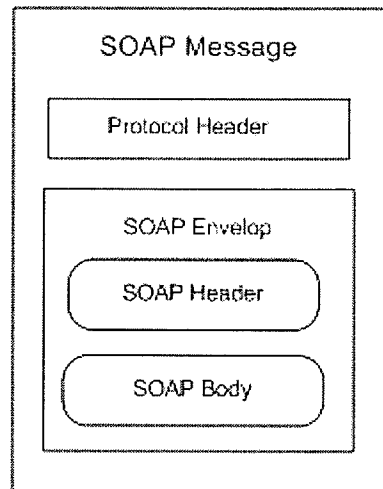 SOAP Message
Protocol Header
SOAP Envelop
SOAP Header
SOAP Body